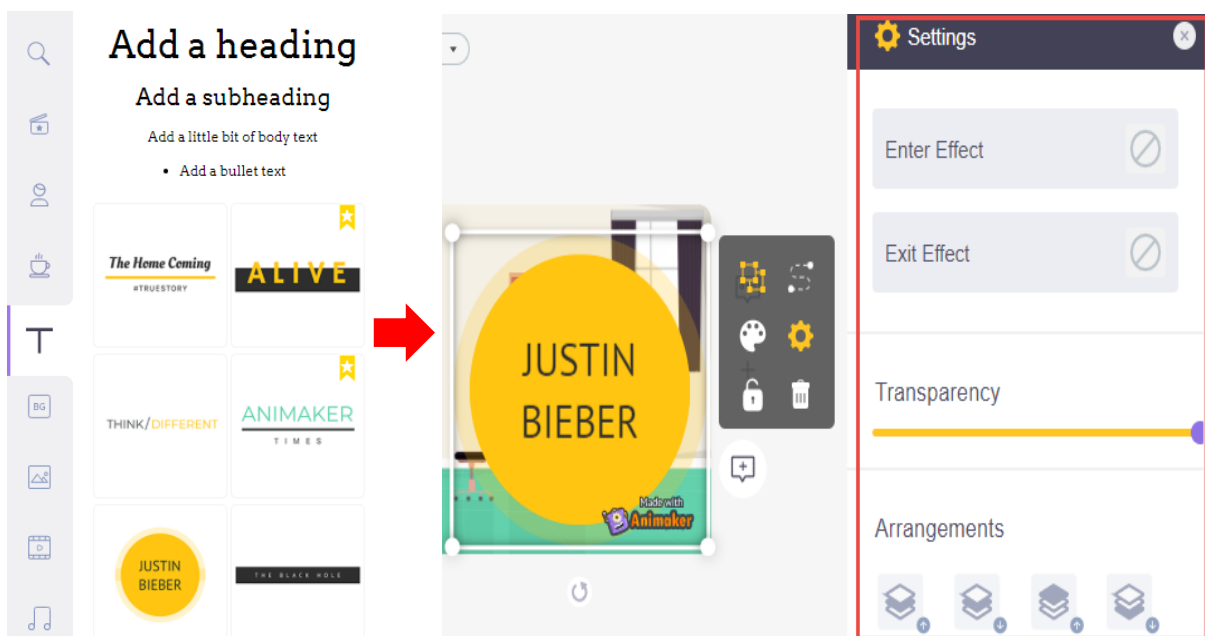 Add a heading
Add a subheading
Add a little bit of body text
• Add a bullet text
The Home Coming
#TRUESTORY
ALIVE
THINK/DIFFERENT
ANIMAKER
TIMES
BG
JUSTIN
BIEBER
THE BLACK HOLE
JUSTIN
BIEBER
Made with
Animaker
Settings
Enter Effect
Exit Effect
Transparency
Arrangements